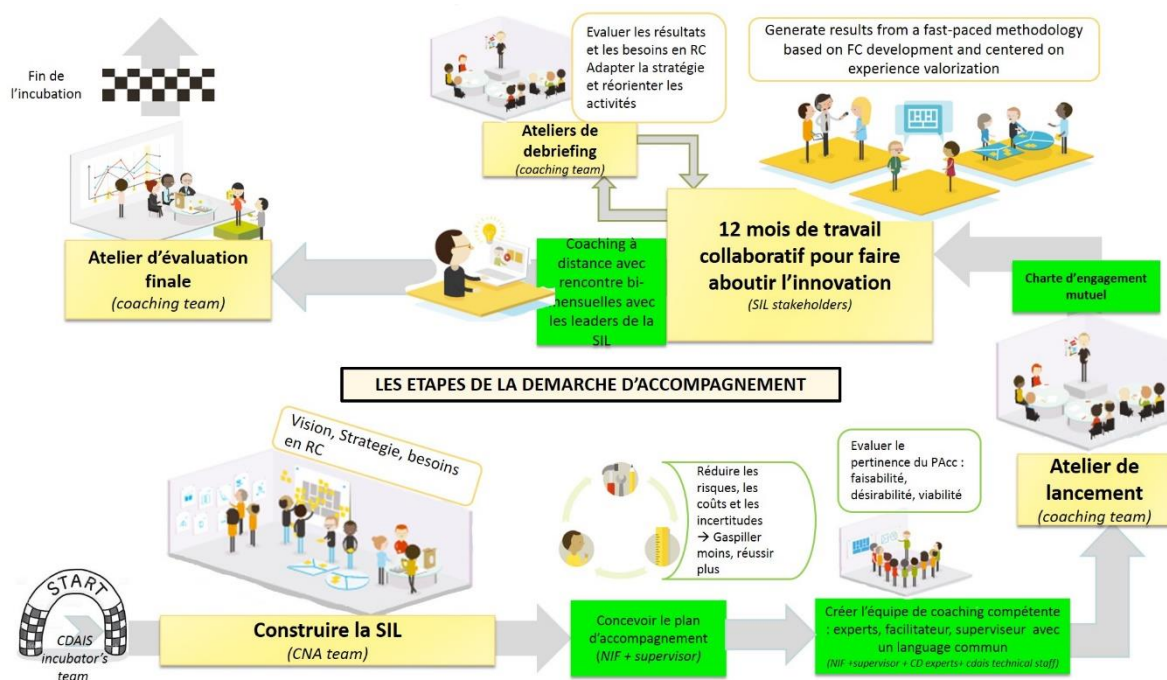 Fin de
l'incubation
Evaluer les résultats
et les besoins en RC
Adapter la stratégie
et réorienter les
activités
Generate results from a fast-paced methodology
based on FC development and centered on
experience valorization
Ateliers de
debriefing
(coaching team)
12 mois de travail
collaboratif pour faire
aboutir l'innovation
(SIL stakeholders)
Coaching à
distance avec
rencontre bi-
mensuelles avec
les leaders de la
SIL
Atelier d'évaluation
finale
(coaching team)
Charte d'engagement
mutuel
LES ETAPES DE LA DEMARCHE D'ACCOMPAGNEMENT
Vision, Strategie, besoins
en RC
Réduire les
risques, les
coûts et les
incertitudes
→ Gaspiller
moins, réussir
plus
Evaluer le
pertinence du PAcc :
faisabilité,
désirabilité, viabilité
Atelier de
lancement
(coaching team)
START
CDAIS
incubator's
team
Construire la SIL
(CNA team)
Concevoir le plan
d'accompagnement
(NIF + supervisor)
Créer l'équipe de coaching compétente
: experts, facilitateur, superviseur avec
un language commun
(NIF +supervisor + CD experts+ cdais technical staff)